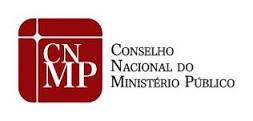 CN
MP
CONSELHO
NACIONAL DO
MINISTÉRIO PÚBLICO